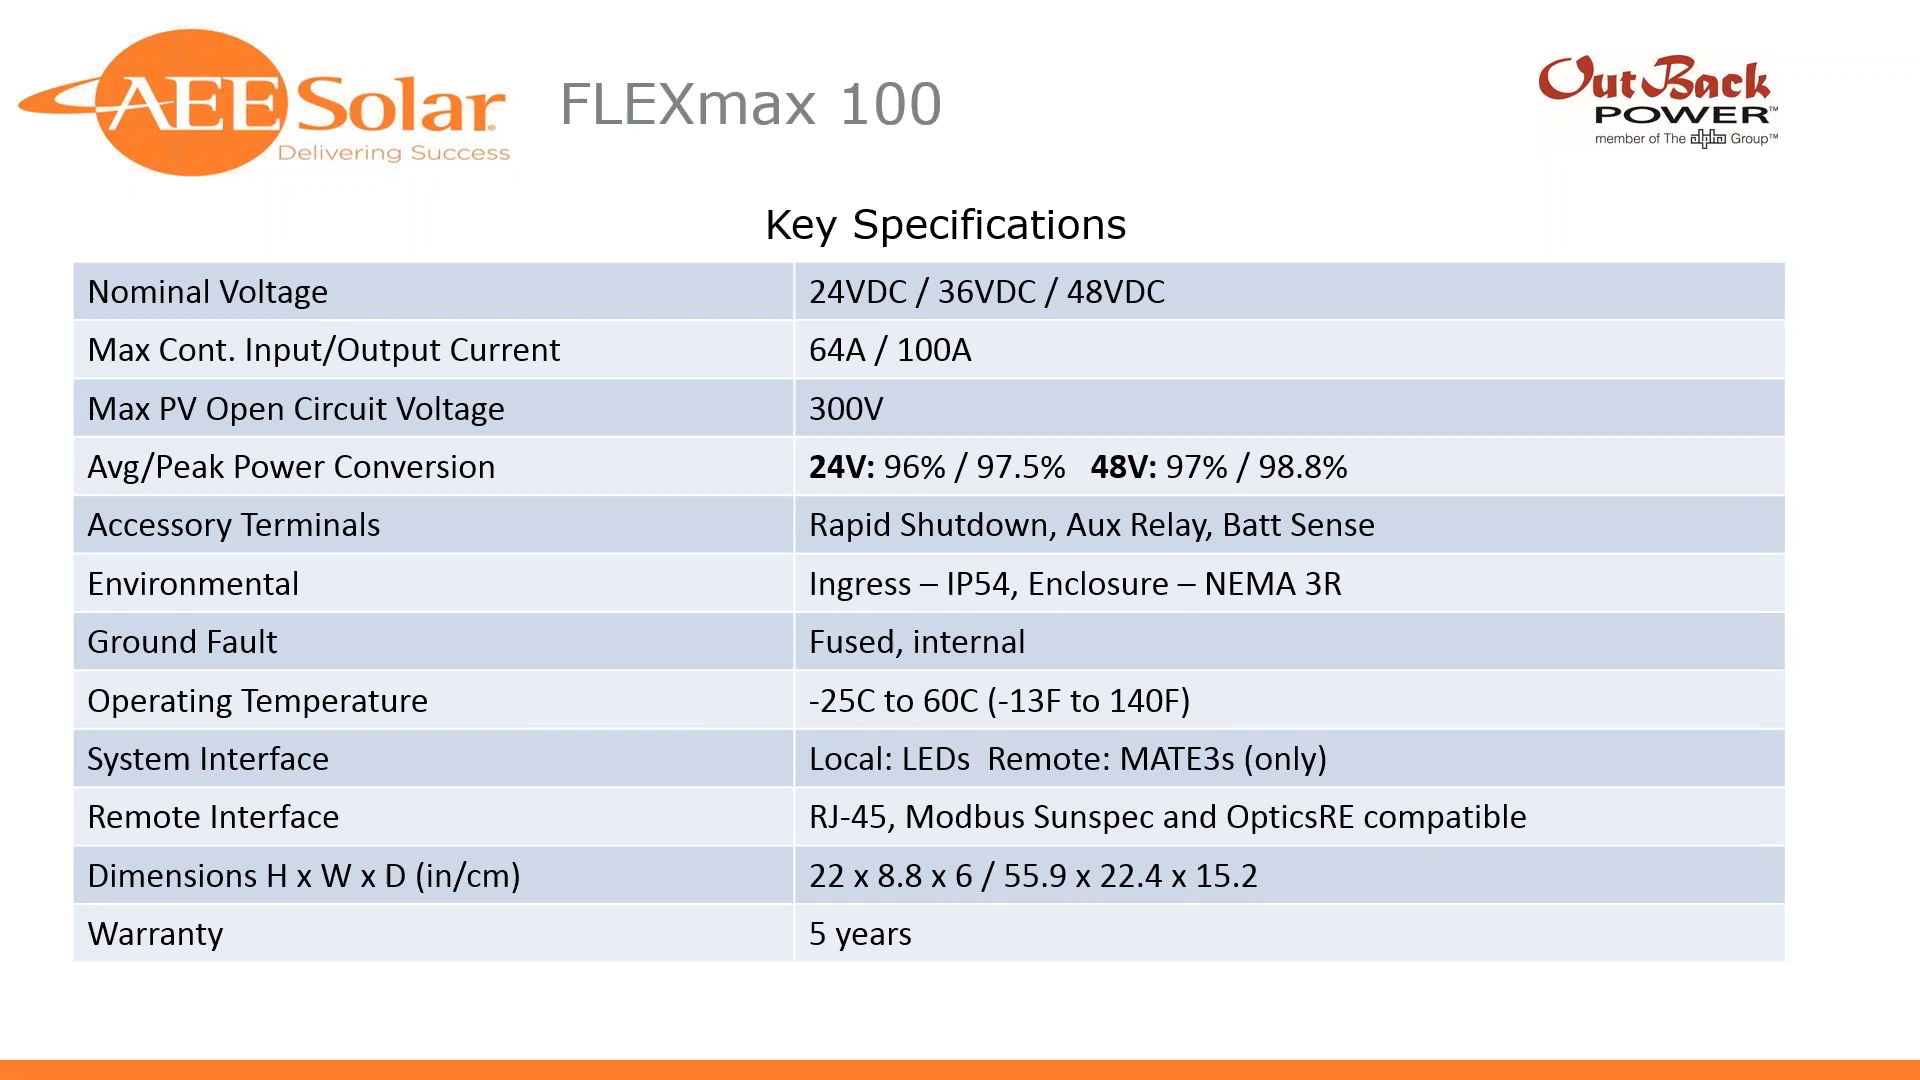 AEE Solar
Delivering Success
FLEXmax 100
OutBack
POWER™
member of The alpha Group™
Key Specifications
Nominal Voltage 24VDC / 36VDC / 48VDC
Max Cont. Input/Output Current 64A / 100A
Max PV Open Circuit Voltage 300V
Avg/Peak Power Conversion 24V: 96% / 97.5% 48V: 97% / 98.8%
Accessory Terminals Rapid Shutdown, Aux Relay, Batt Sense
Environmental Ingress – IP54, Enclosure – NEMA 3R
Ground Fault Fused, internal
Operating Temperature -25C to 60C (-13F to 140F)
System Interface Local: LEDs Remote: MATE3s (only)
Remote Interface RJ-45, Modbus Sunspec and OpticsRE compatible
Dimensions H x W x D (in/cm) 22 x 8.8 x 6 / 55.9 x 22.4 x 15.2
Warranty 5 years